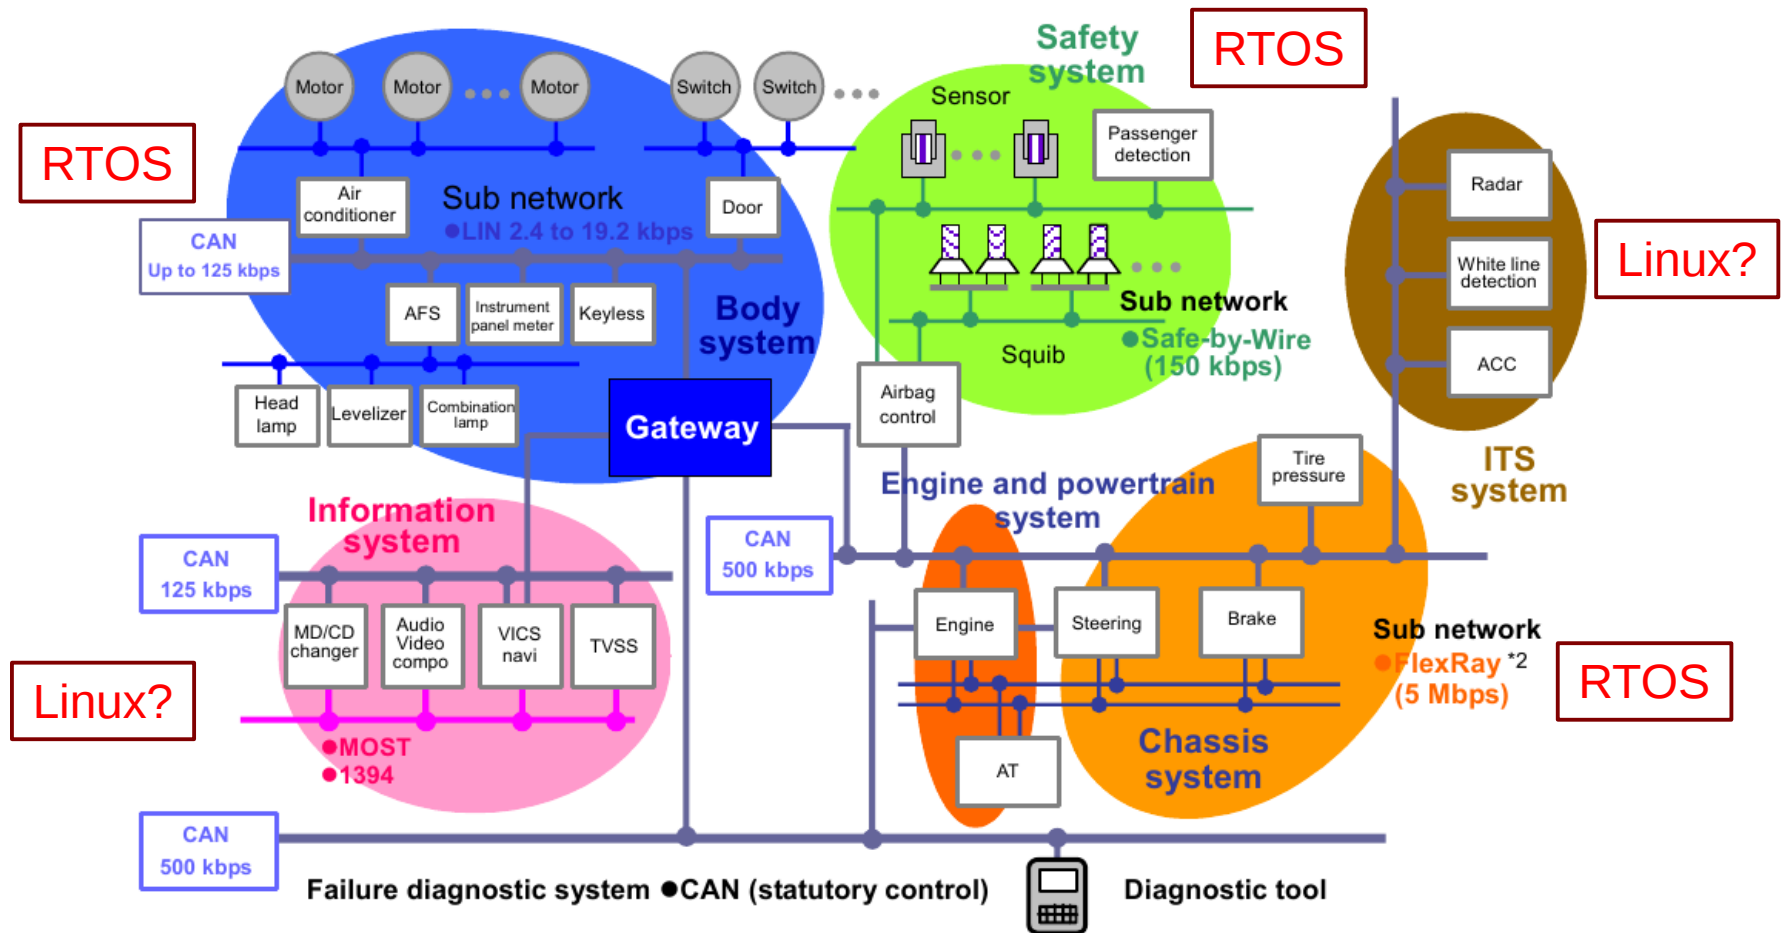 RTOS
Motor
Motor
Motor
Switch
Switch
Air
conditioner
Sub network
●LIN 2.4 to 19.2 kbps
Door
CAN
Up to 125 kbps
AFS
Instrument
panel meter
Keyless
Body
system
Head
lamp
Levelizer
Combination
lamp
Gateway
Safety
system
RTOS
Sensor
Passenger
detection
Sub network
●Safe-by-Wire
(150 kbps)
Squib
Airbag
control
Radar
White line
detection
ACC
Linux?
ITS
system
Information
system
CAN
125 kbps
MD/CD
changer
Audio
Video
compo
VICS
navi
TVSS
Linux?
●MOST
●1394
Engine and powertrain
system
CAN
500 kbps
Tire
pressure
Engine
Steering
Brake
Sub network
●FlexRay *2
(5 Mbps)
RTOS
AT
Chassis
system
CAN
500 kbps
Failure diagnostic system ●CAN (statutory control)
Diagnostic tool